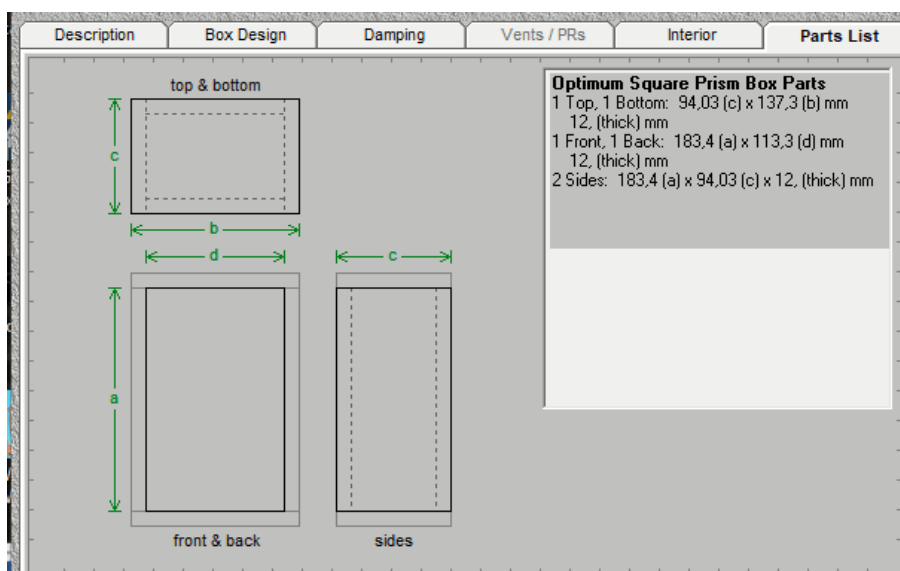 Description Box Design Damping Vents / PRs Interior Parts List
top & bottom
c
b
d
c
a
front & back
sides
Optimum Square Prism Box Parts
1 Top, 1 Bottom: 94,03 (c) x 137,3 (b) mm
12, (thick) mm
1 Front, 1 Back: 183,4 (a) x 113,3 (d) mm
12, (thick) mm
2 Sides: 183,4 (a) x 94,03 (c) x 12, (thick) mm